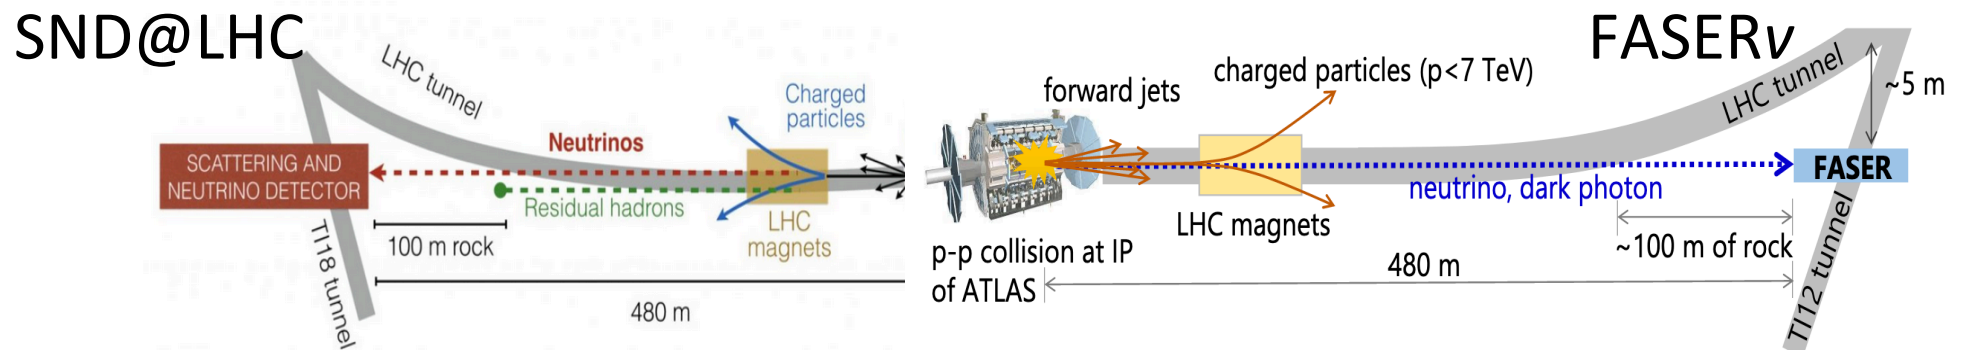 SND@LHC
LHC tunnel
Charged
particles
Neutrinos
SCATTERING AND
NEUTRINO DETECTOR
Residual hadrons
LHC
magnets
100 m rock
TI18 tunnel
480 m
FASERν
charged particles (p<7 TeV)
forward jets
LHC tunnel
~5 m
FASER
neutrino, dark photon
LHC magnets
~100 m of rock
p-p collision at IP
of ATLAS
480 m
TI12 tunnel